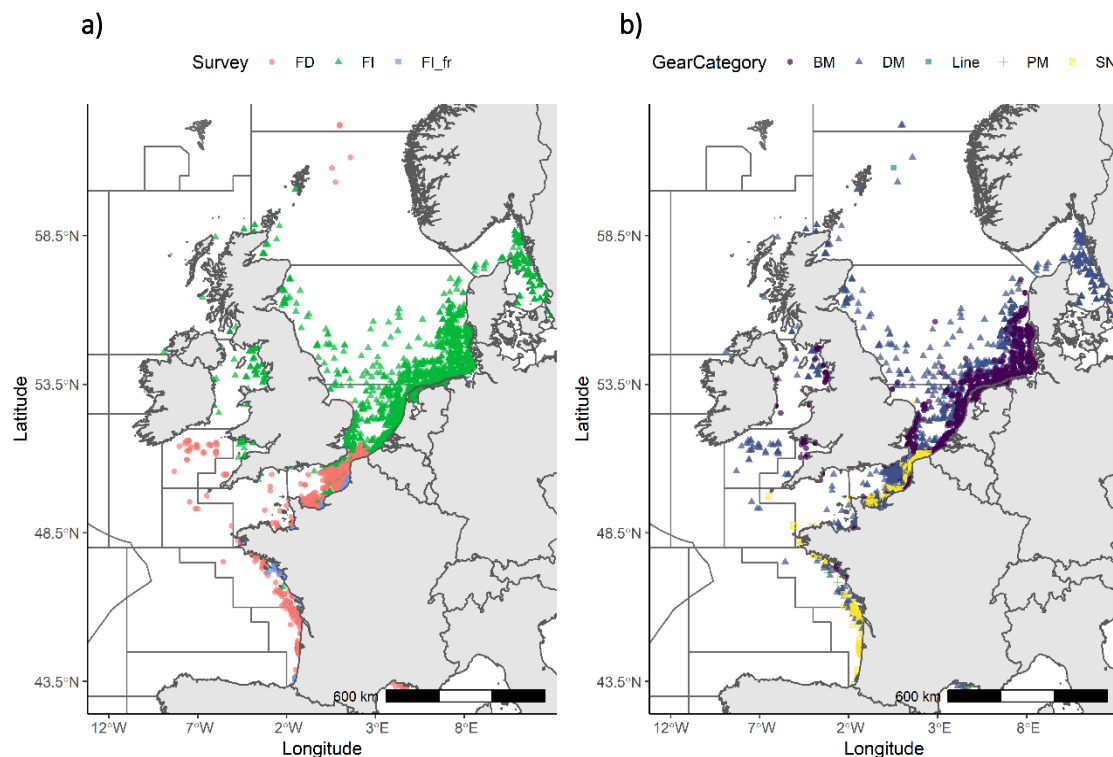 a)
Survey FD FI FI_fr
58.5°N
53.5°N
48.5°N
43.5°N
Latitude
600 km
12°W 7°W 2°W 3°E 8°E
Longitude
b)
GearCategory BM DM Line PM SN
58.5°N
53.5°N
48.5°N
43.5°N
Latitude
600 km
12°W 7°W 2°W 3°E 8°E
Longitude